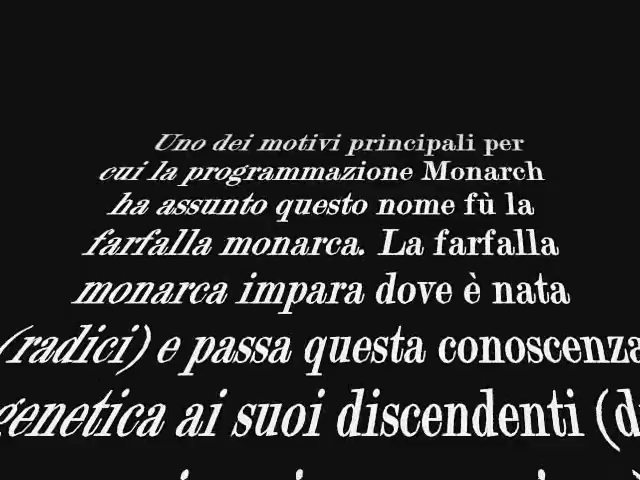 Uno dei motivi principali per
cui la programmazione Monarch
ha assunto questo nome fù la
farfalla monarca. La farfalla
monarca impara dove è nata
(radici) e passa questa conoscenza
genetica ai suoi discendenti (d